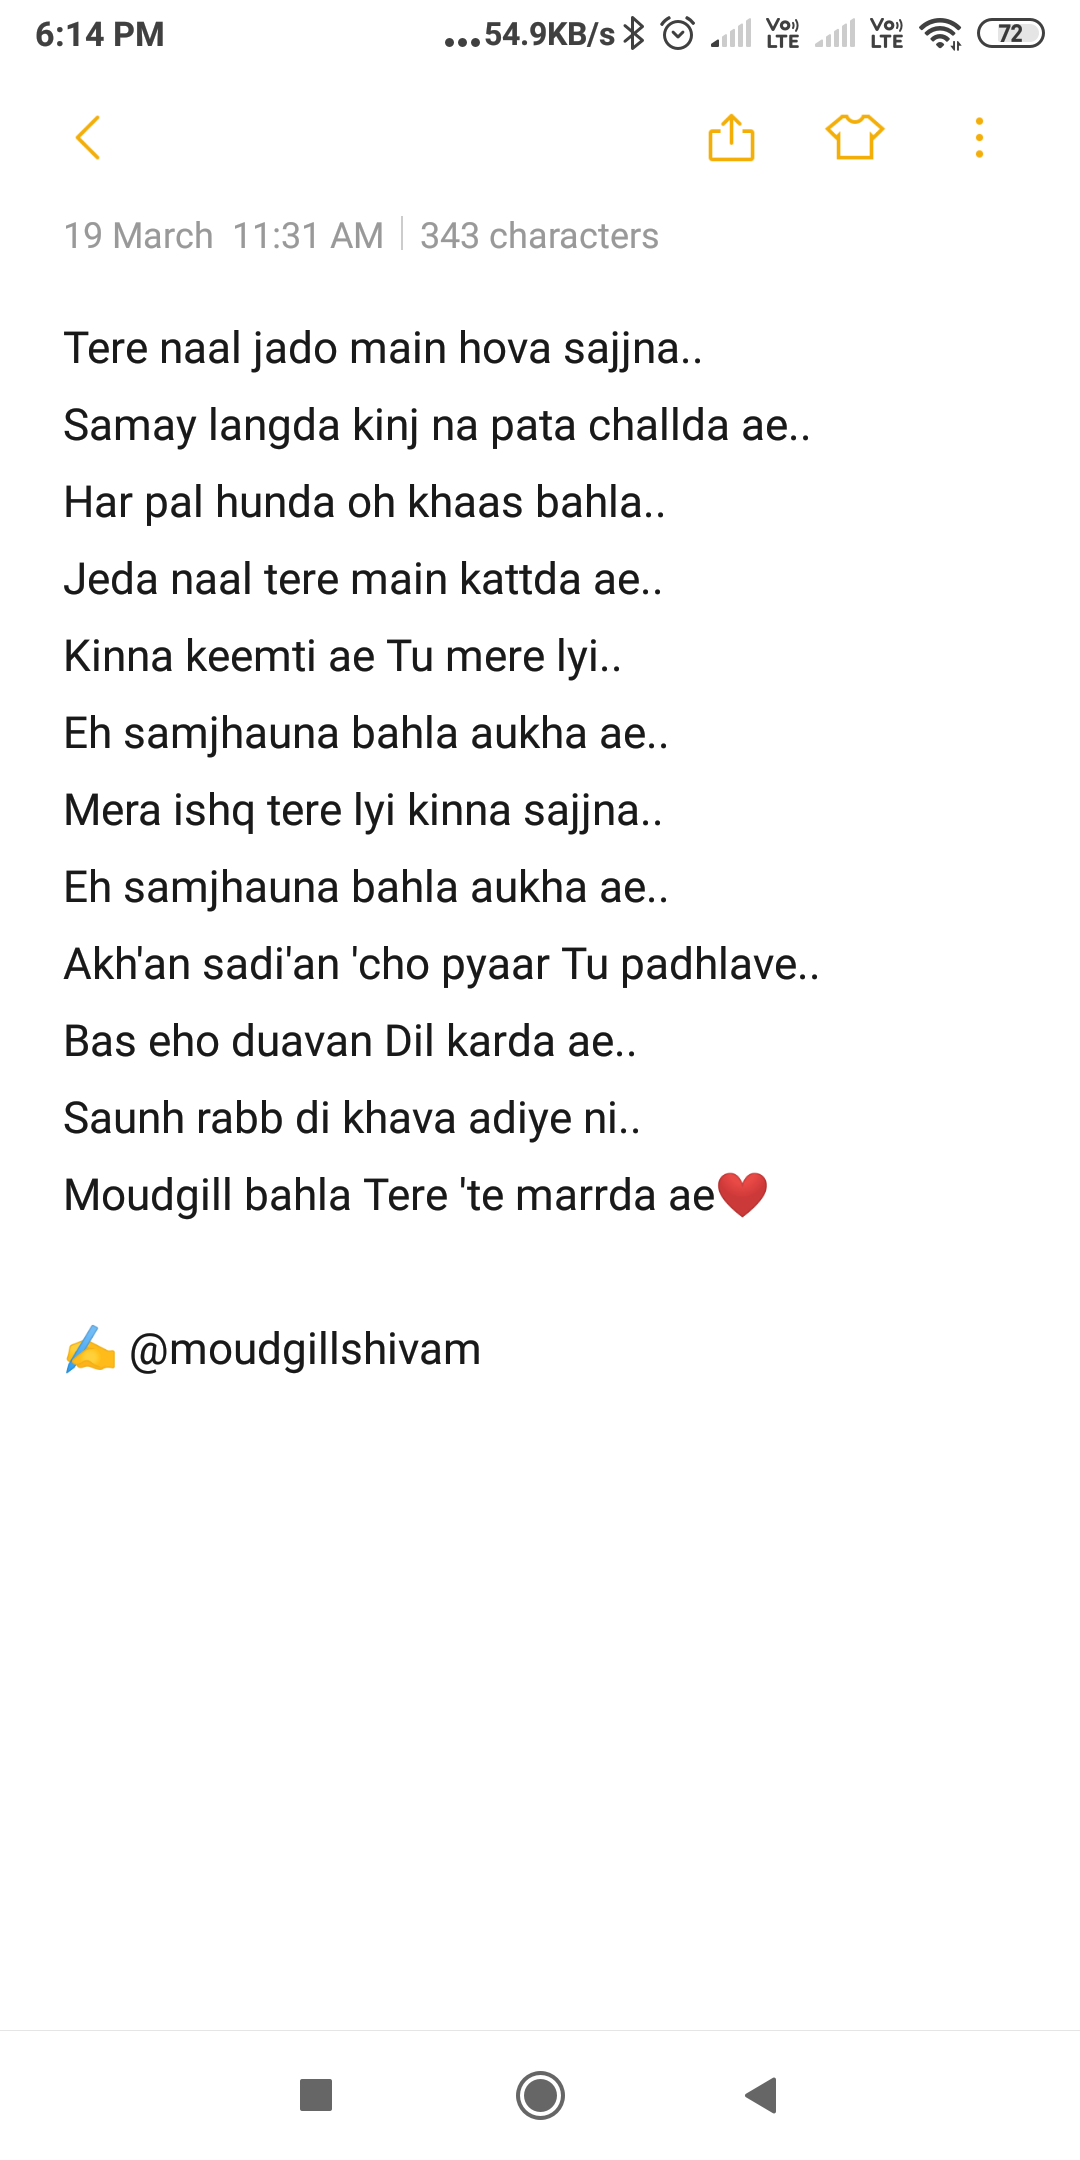 6:14 PM ...54.9KB/s Vo)) LTE Vo)) LTE 72
19 March 11:31 AM | 343 characters
Tere naal jado main hova sajjna..
Samay langda kinj na pata challda ae..
Har pal hunda oh khaas bahla..
Jeda naal tere main kattda ae..
Kinna keemti ae Tu mere lyi..
Eh samjhauna bahla aukha ae..
Mera ishq tere lyi kinna sajjna..
Eh samjhauna bahla aukha ae..
Akh'an sadi'an 'cho pyaar Tu padhlave..
Bas eho duavan Dil karda ae..
Saunh rabb di khava adiye ni..
Moudgill bahla Tere 'te marrda ae❤️
✍️ @moudgillshivam